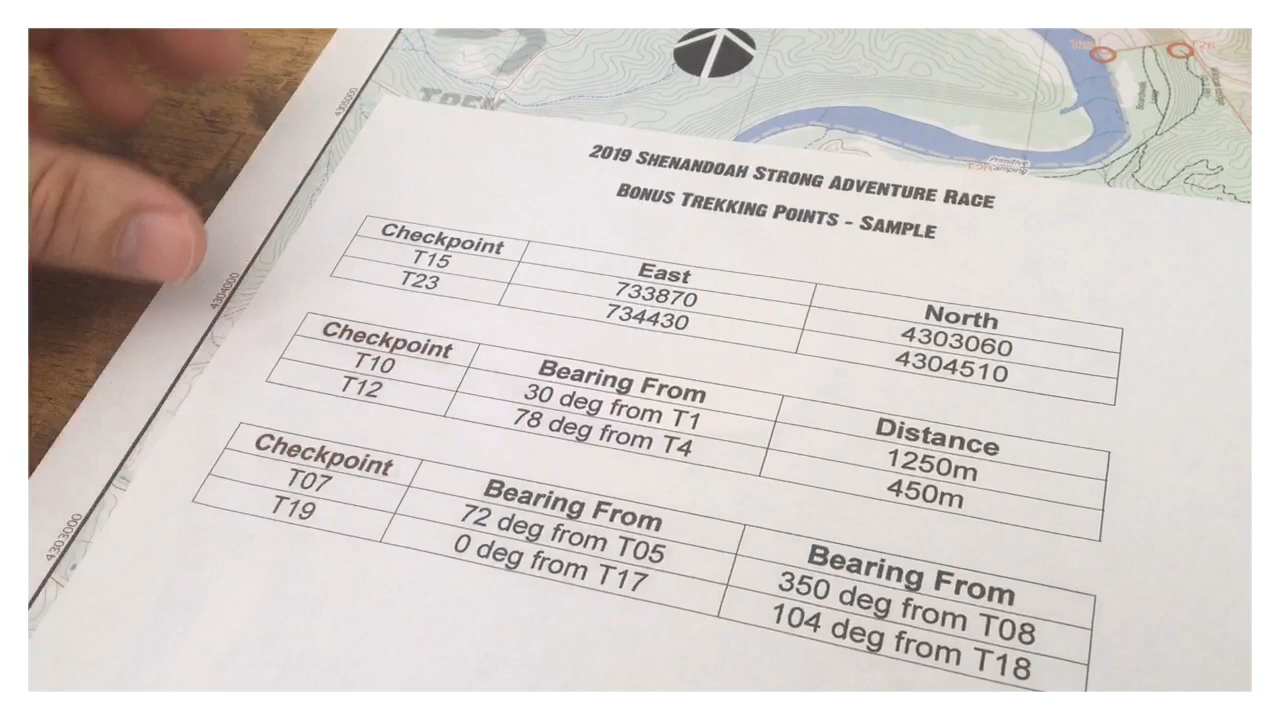 TREK
T26
4305000
4304000
4303000
Primitive
2019 SHENANDOAH STRONG ADVENTURE RACE
BONUS TREKKING POINTS - SAMPLE
Checkpoint East North
T15 733870 4303060
T23 734430 4304510
Checkpoint Bearing From Distance
T10 30 deg from T1 1250m
T12 78 deg from T4 450m
Checkpoint Bearing From Bearing From
T07 72 deg from T05 350 deg from T08
T19 0 deg from T17 104 deg from T18